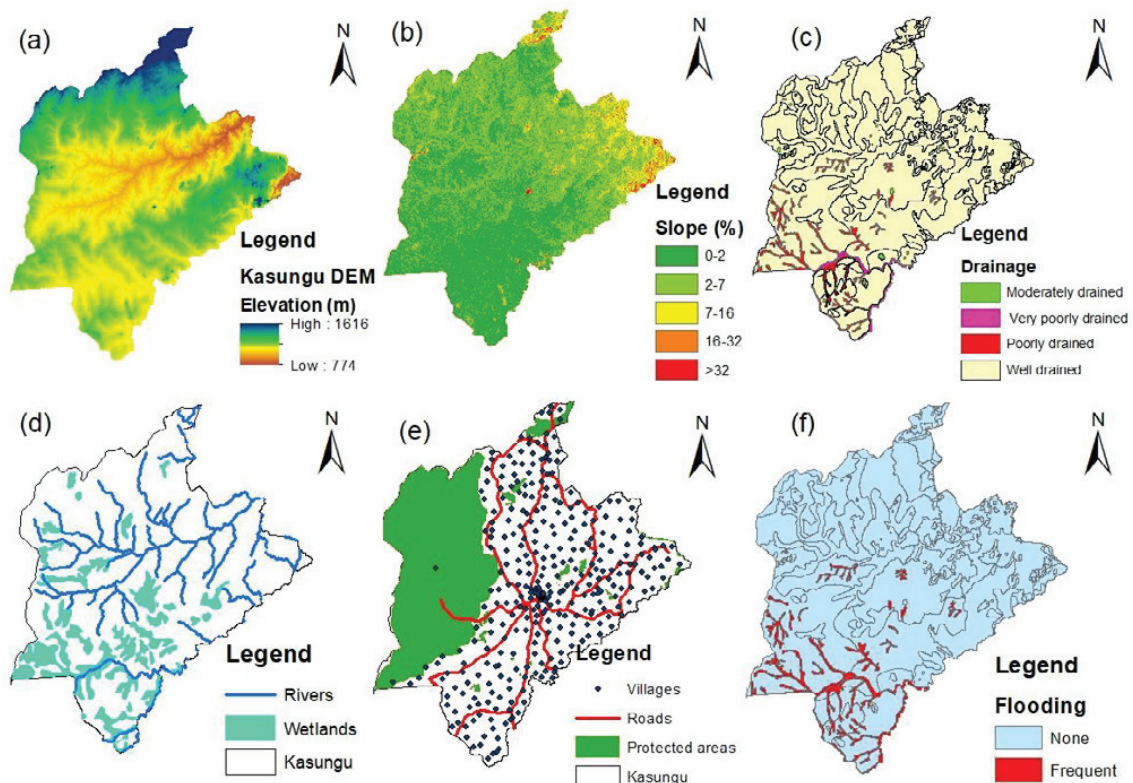 (a)
N
Legend
Kasungu DEM
Elevation (m)
High : 1616
Low : 774
(b)
N
Legend
Slope (%)
0-2
2-7
7-16
16-32
>32
(c)
N
Legend
Drainage
Moderately drained
Very poorly drained
Poorly drained
Well drained
(d)
N
Legend
Rivers
Wetlands
Kasungu
(e)
N
Legend
Villages
Roads
Protected areas
Kasungu
(f)
N
Legend
Flooding
None
Frequent